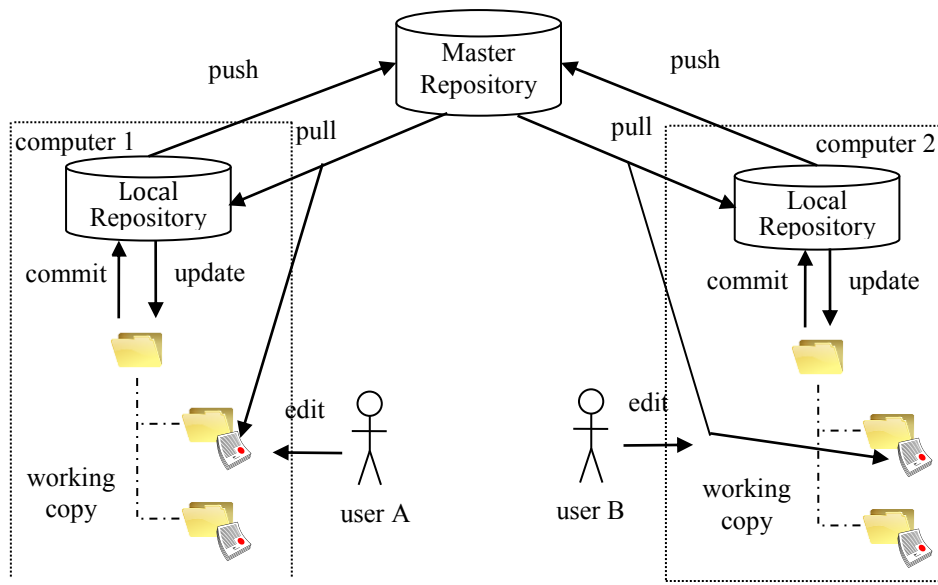 Master
Repository
push
push
pull
pull
computer 1
computer 2
Local
Repository
Local
Repository
commit
update
commit
update
edit
edit
working
copy
user A
user B
working
copy